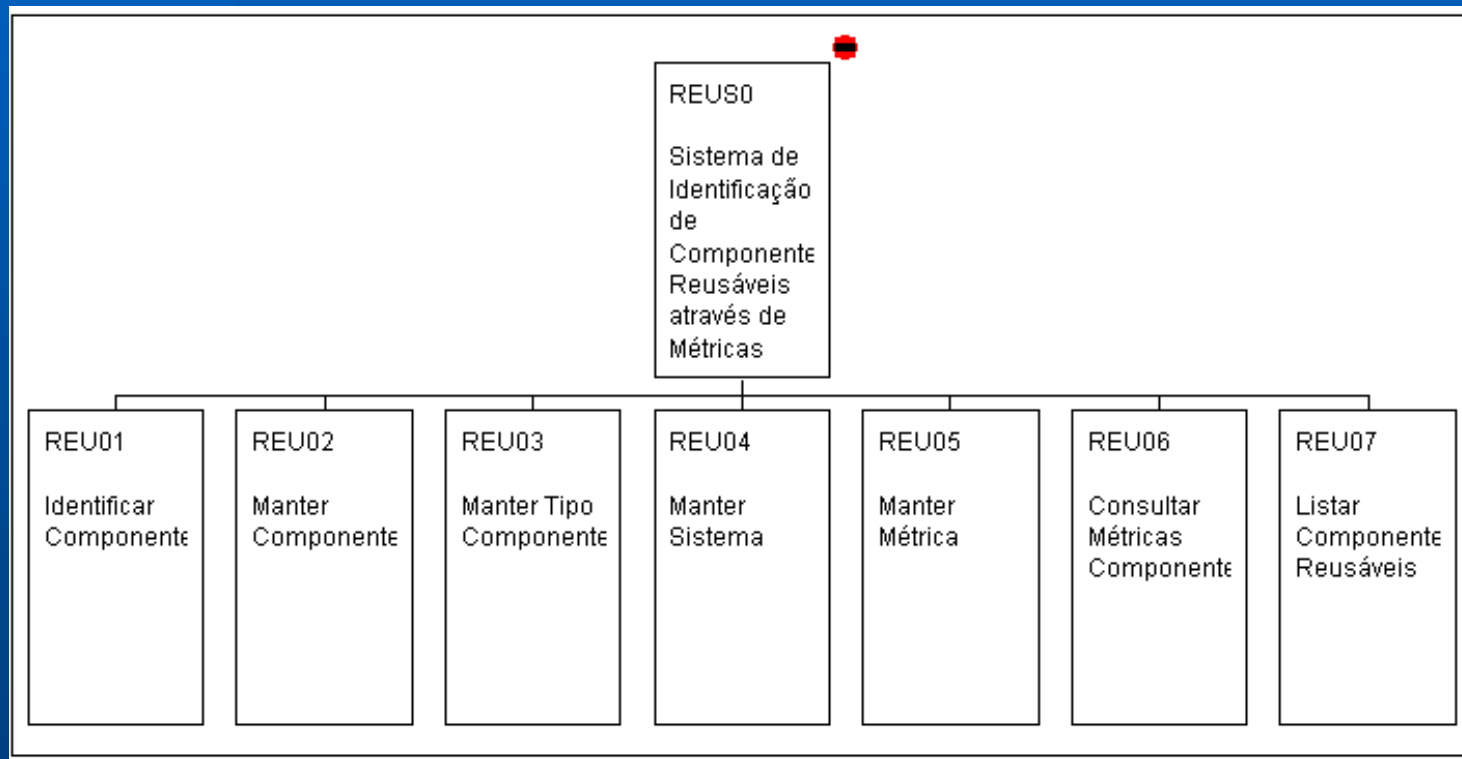 REUS0
Sistema de
Identificação
de
Componente
Reusáveis
através de
Métricas
REU01
Identificar
Componente
REU02
Manter
Componente
REU03
Manter Tipo
Componente
REU04
Manter
Sistema
REU05
Manter
Métrica
REU06
Consultar
Métricas
Componente
REU07
Listar
Componente
Reusáveis